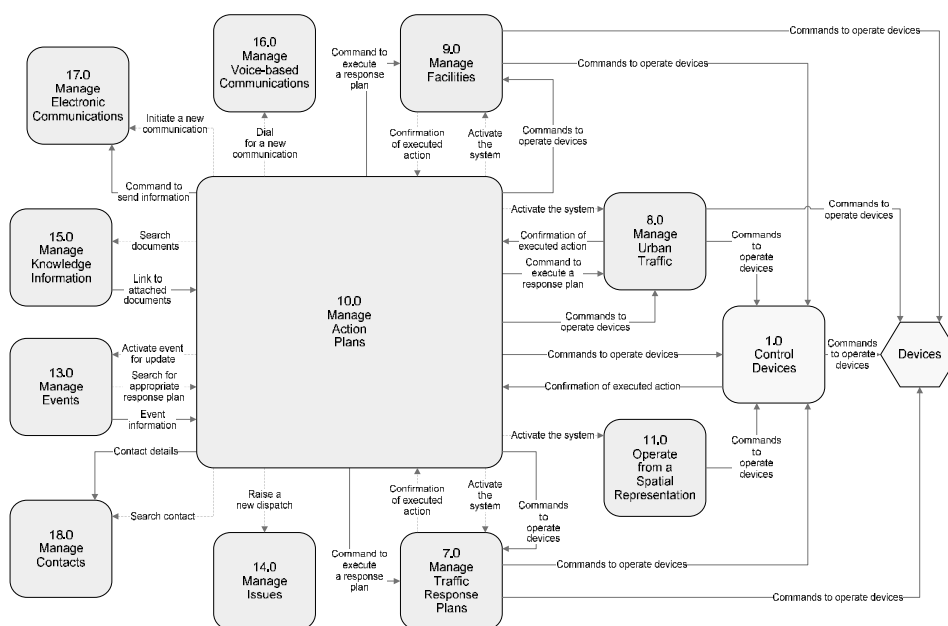 16.0
Manage
Voice-based
Communications
17.0
Manage
Electronic
Communications
9.0
Manage
Facilities
Command to
execute
a response
plan
Commands to operate devices
Commands to operate devices
Initiate a new
communication
Dial
for a new
communication
Confirmation
of executed
action
Activate
the
system
Commands to
operate devices
Command to
send information
Activate the system
8.0
Manage
Urban
Traffic
Commands to
operate devices
15.0
Manage
Knowledge
Information
Search
documents
Confirmation of
executed action
Commands
to
operate
devices
Link to
attached
documents
Command to
execute a
response plan
10.0
Manage
Action
Plans
Commands to
operate devices
13.0
Manage
Events
Activate event
for update
Search for
appropriate
response plan
Event
information
Commands to operate devices
1.0
Control
Devices
Commands
to operate
devices
Devices
Confirmation of executed action
Activate the system
11.0
Operate
from a
Spatial
Representation
Commands
to
operate
devices
Contact details
Search contact
Raise a
new dispatch
Confirmation
of executed
action
Activate
the
system
Commands
to
operate
devices
18.0
Manage
Contacts
14.0
Manage
Issues
Command to
execute
a response
plan
7.0
Manage
Traffic
Response
Plans
Commands to operate devices
Commands to operate devices